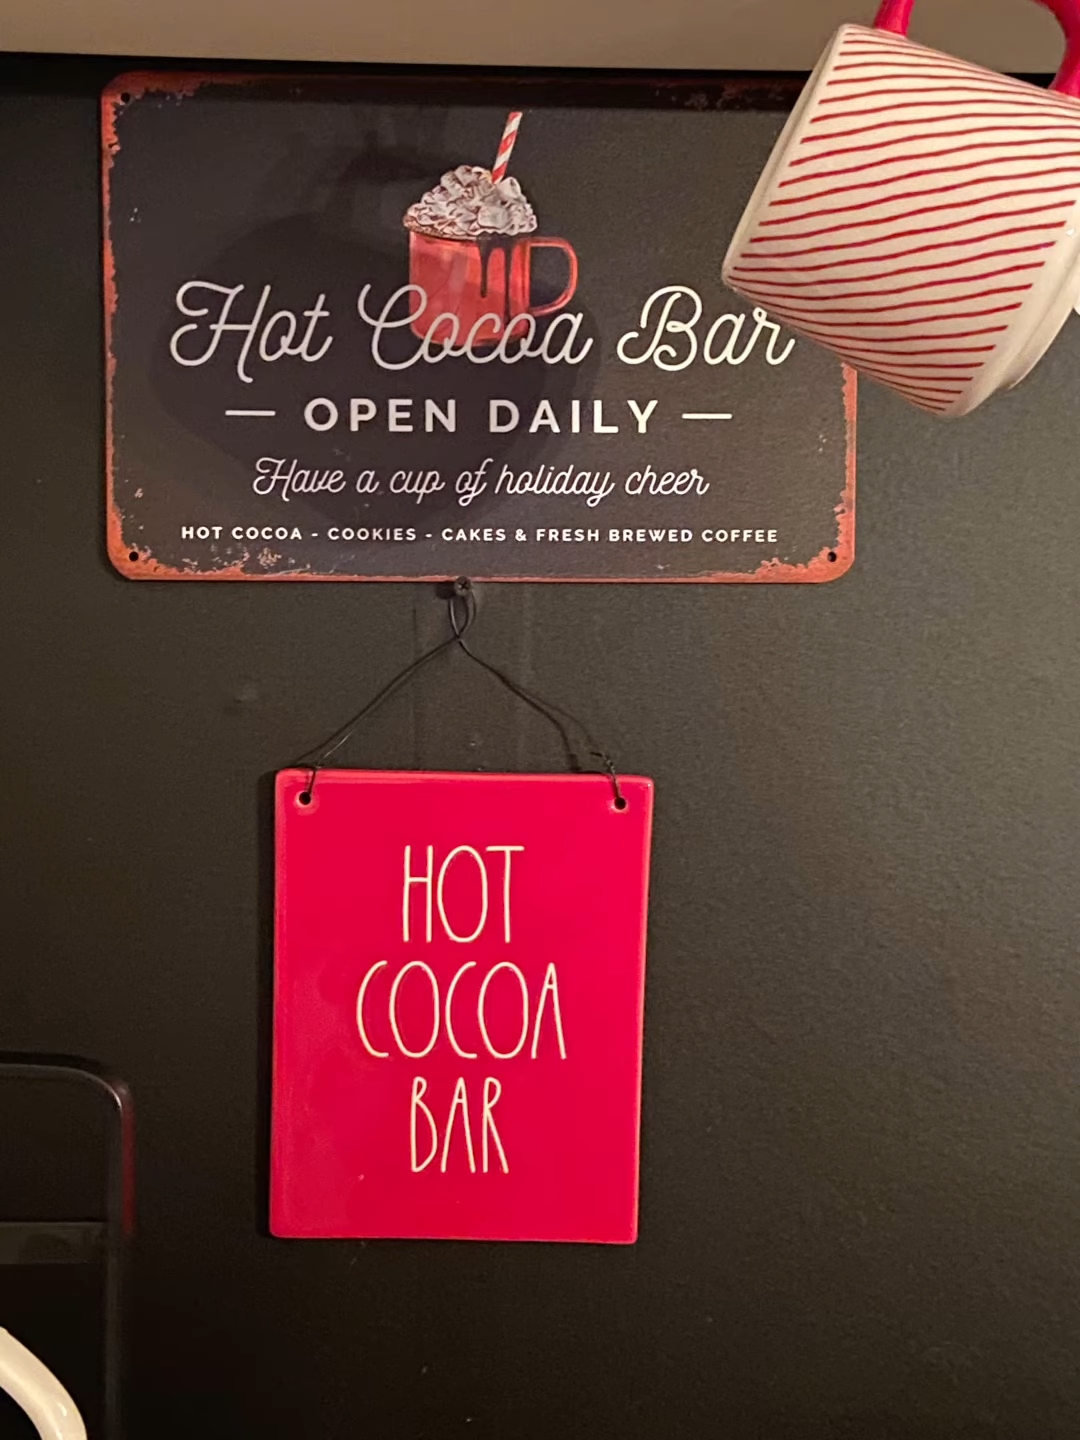 Hot Cocoa Bar
— OPEN DAILY —
Have a cup of holiday cheer
HOT COCOA - COOKIES - CAKES & FRESH BREWED COFFEE
HOT
COCOA
BAR